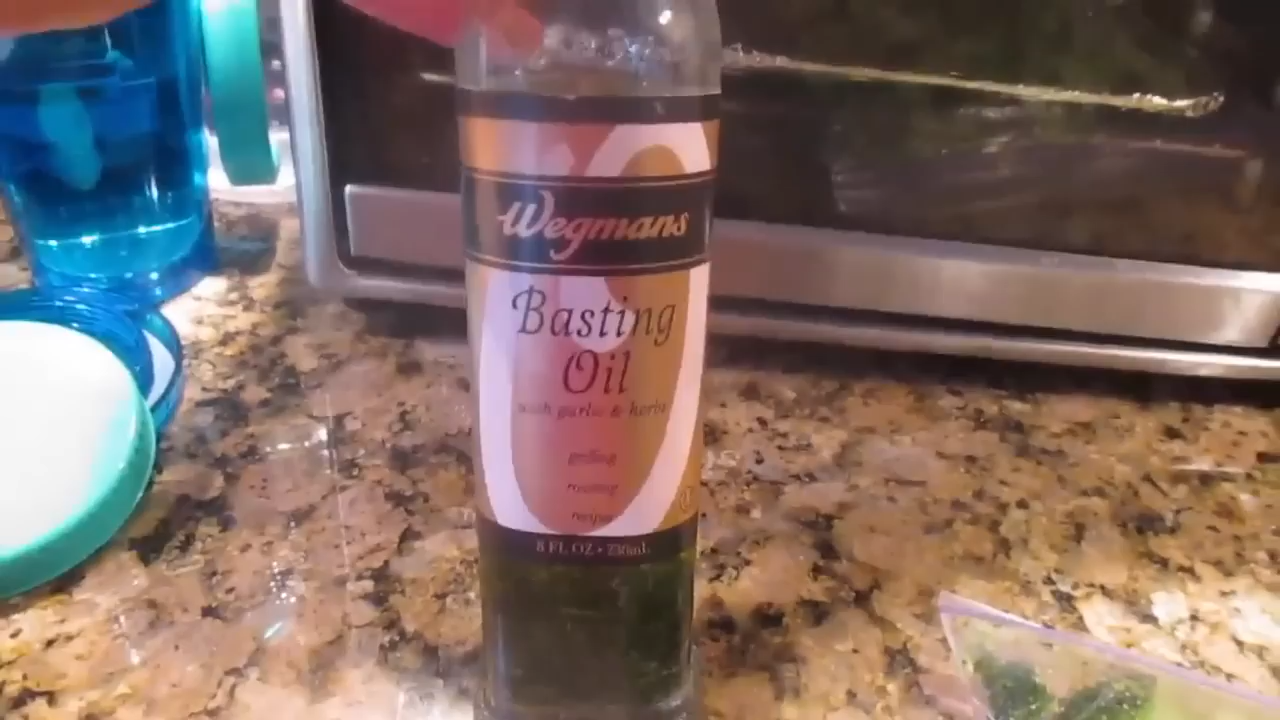 Wegmans
Basting
Oil
with garlic & herbs
grilling
roasting
recipes
8 FL OZ • 236mL